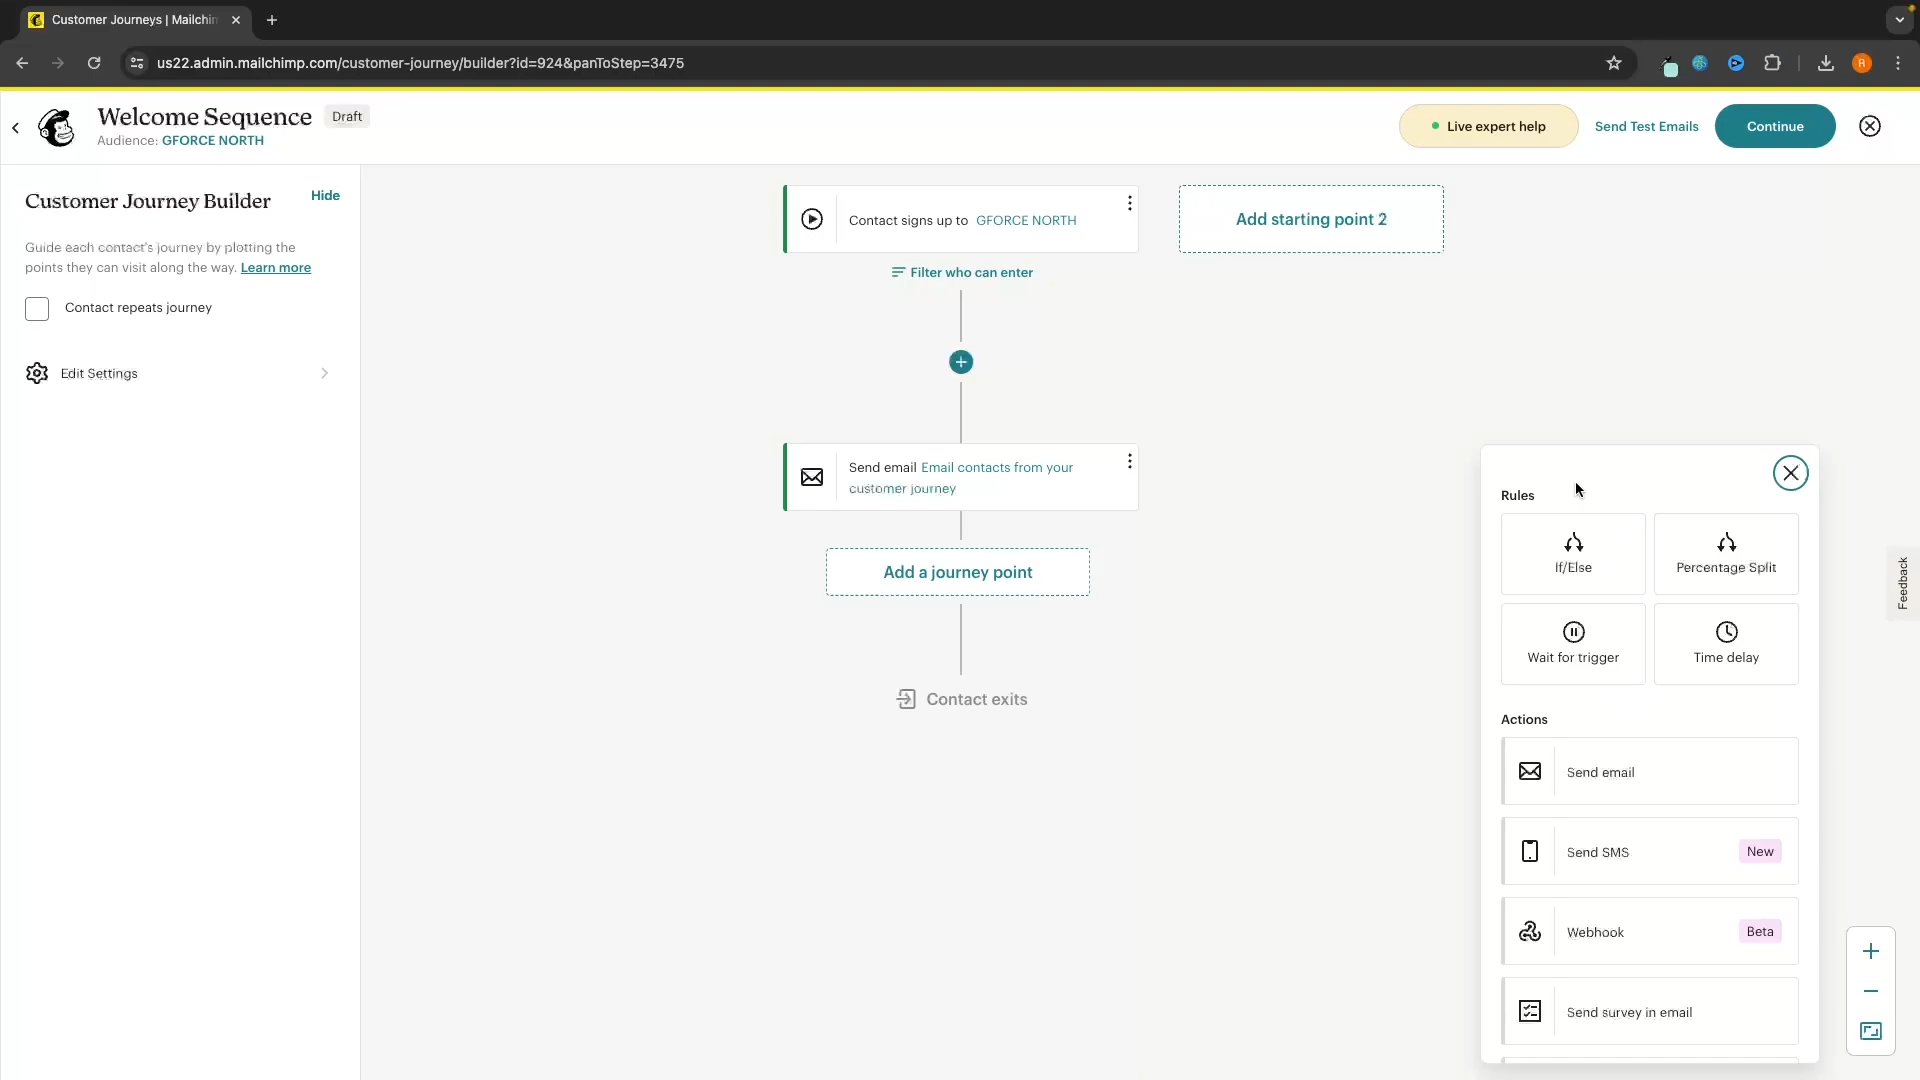 Customer Journeys | Mailchim
us22.admin.mailchimp.com/customer-journey/builder?id=924&panToStep=3475
R
Welcome Sequence
Draft
Audience: GFORCE NORTH
Live expert help
Send Test Emails
Continue
Customer Journey Builder
Hide
Guide each contact's journey by plotting the
points they can visit along the way. Learn more
Contact repeats journey
Edit Settings
Contact signs up to GFORCE NORTH
Add starting point 2
Filter who can enter
Send email Email contacts from your
customer journey
Add a journey point
Contact exits
Rules
If/Else
Percentage Split
Wait for trigger
Time delay
Actions
Send email
Send SMS
New
Webhook
Beta
Send survey in email
Feedback